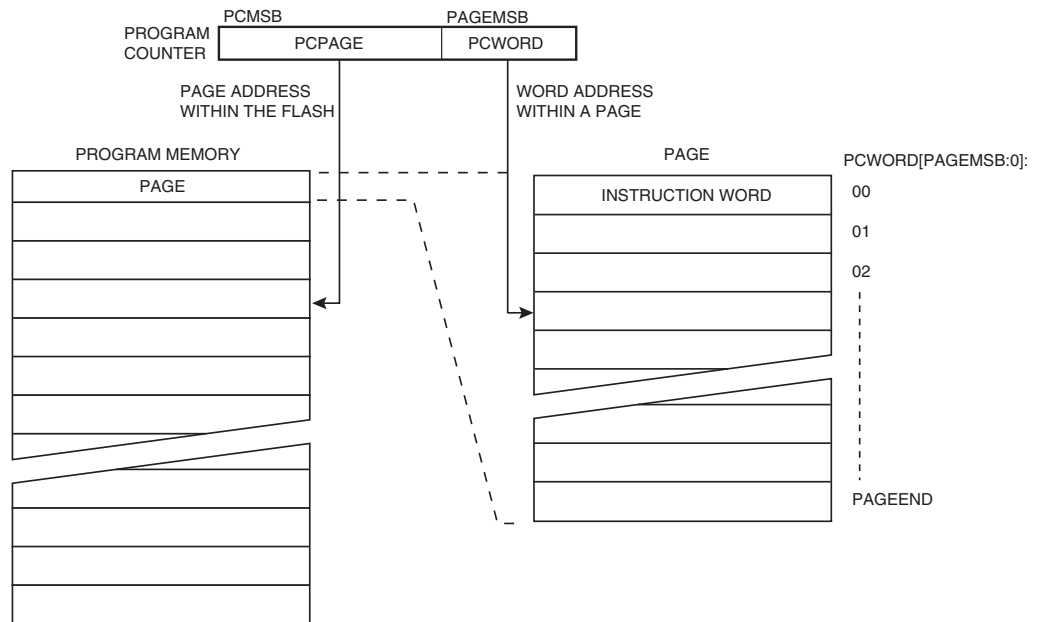 PCMSB
PAGEMSB
PROGRAM
COUNTER
PCPAGE
PCWORD
PAGE ADDRESS
WITHIN THE FLASH
WORD ADDRESS
WITHIN A PAGE
PROGRAM MEMORY
PAGE
PAGE
PCWORD[PAGEMSB:0]:
INSTRUCTION WORD
00
01
02
PAGEEND